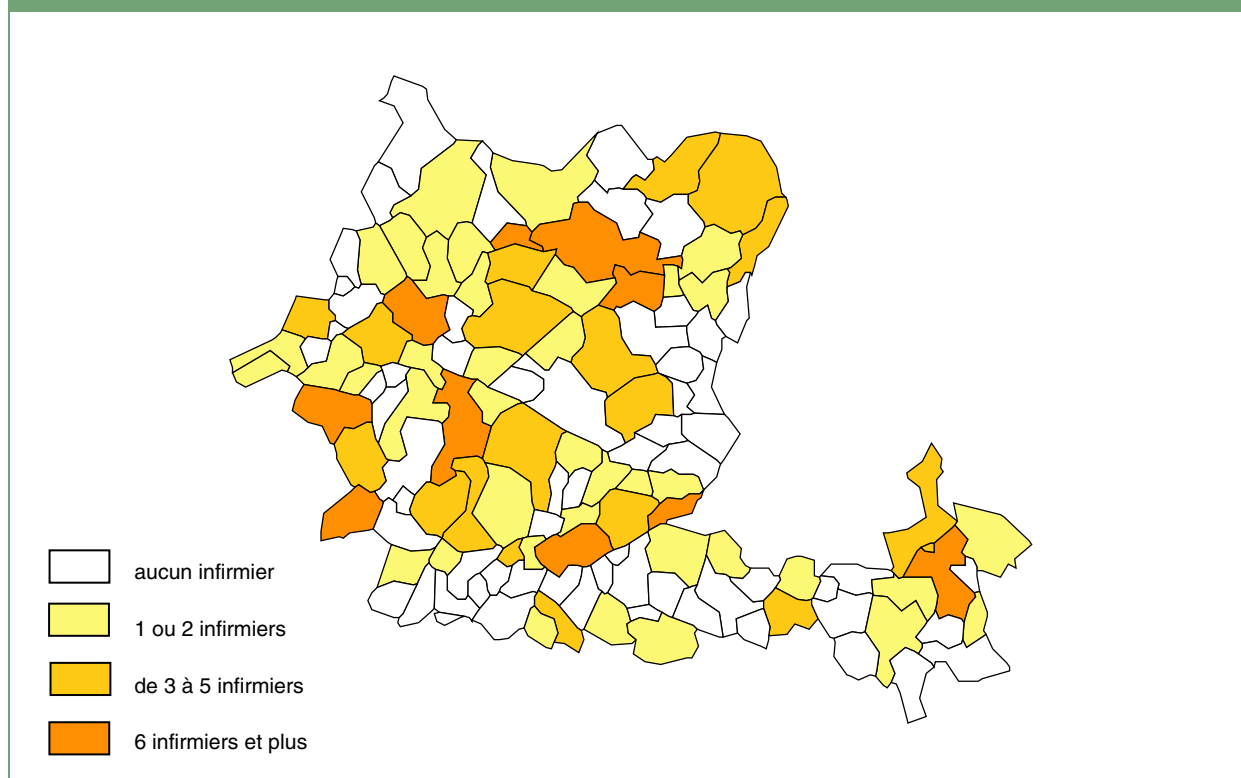 aucun infirmier
1 ou 2 infirmiers
de 3 à 5 infirmiers
6 infirmiers et plus